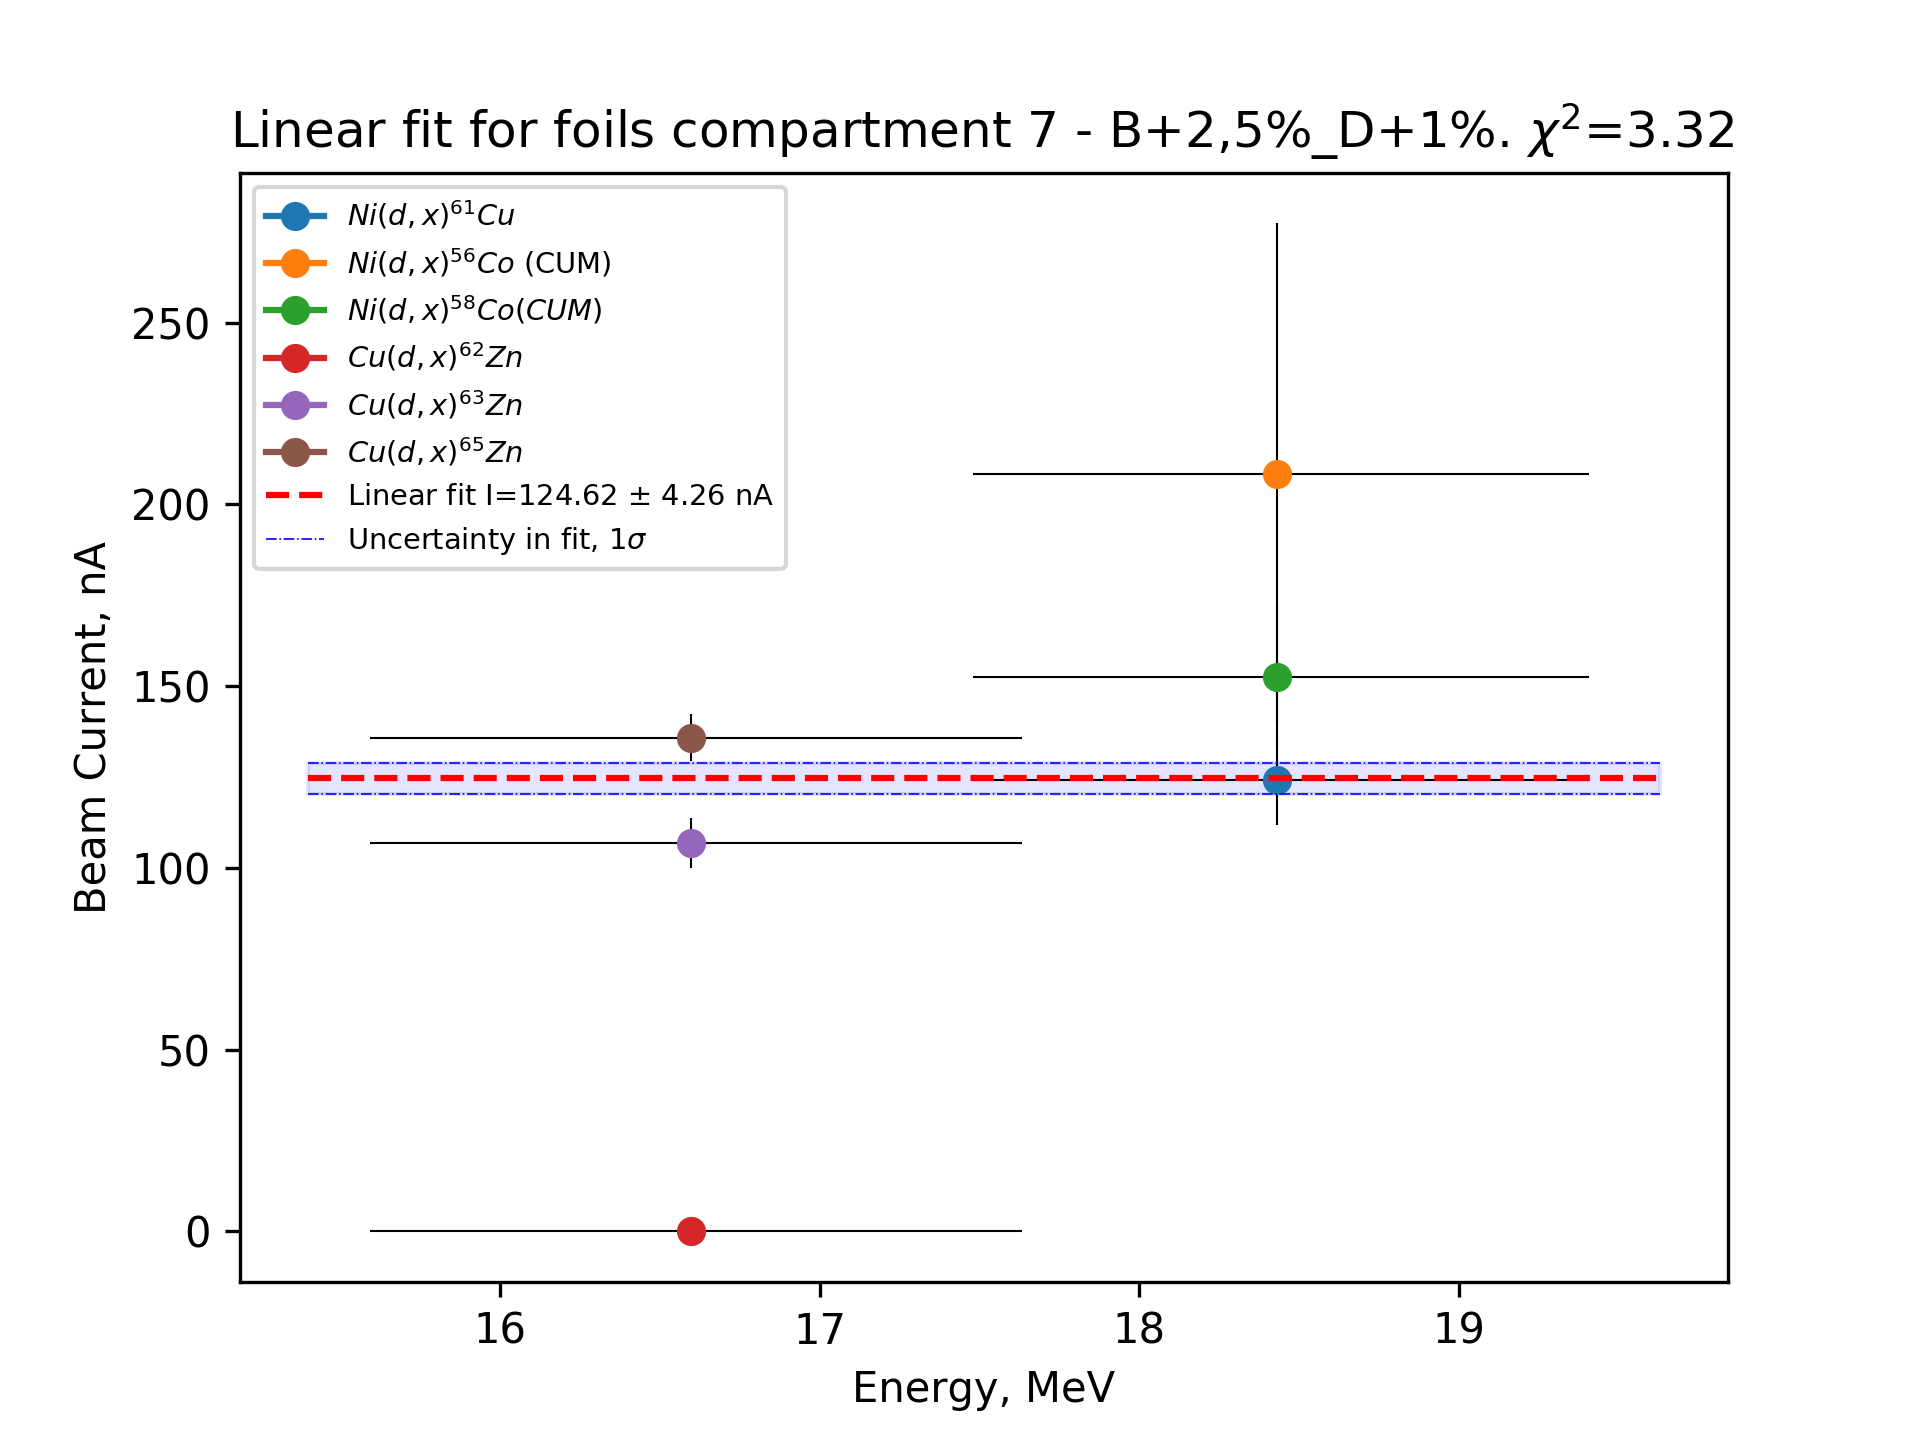 Linear fit for foils compartment 7 - B+2,5%_D+1%. χ²=3.32
Ni(d, x)⁶¹Cu
Ni(d, x)⁵⁶Co (CUM)
Ni(d, x)⁵⁸Co(CUM)
Cu(d, x)⁶²Zn
Cu(d, x)⁶³Zn
Cu(d, x)⁶⁵Zn
Linear fit I=124.62 ± 4.26 nA
Uncertainty in fit, 1σ
Beam Current, nA
250
200
150
100
50
0
16 17 18 19
Energy, MeV